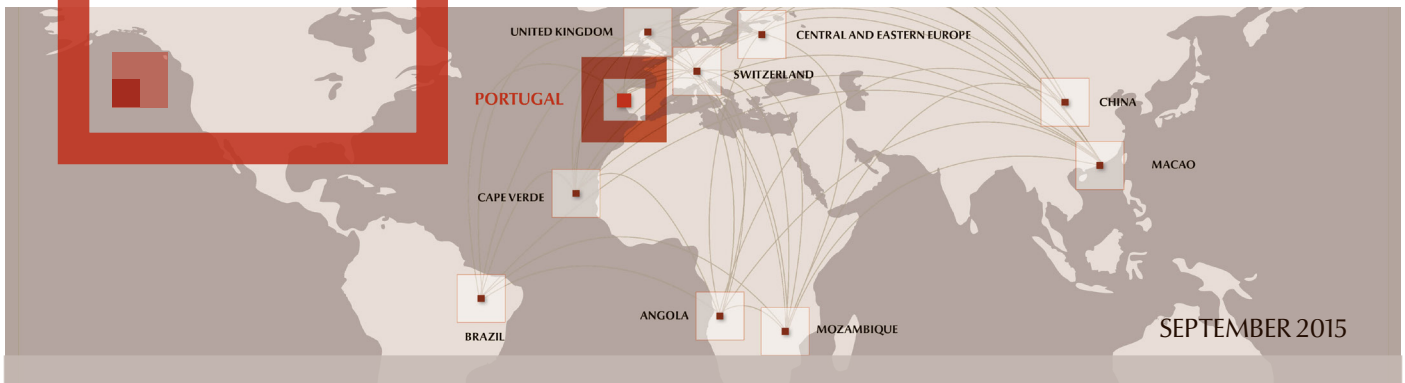 UNITED KINGDOM
CENTRAL AND EASTERN EUROPE
SWITZERLAND
PORTUGAL
CHINA
MACAO
CAPE VERDE
ANGOLA
MOZAMBIQUE
BRAZIL
SEPTEMBER 2015